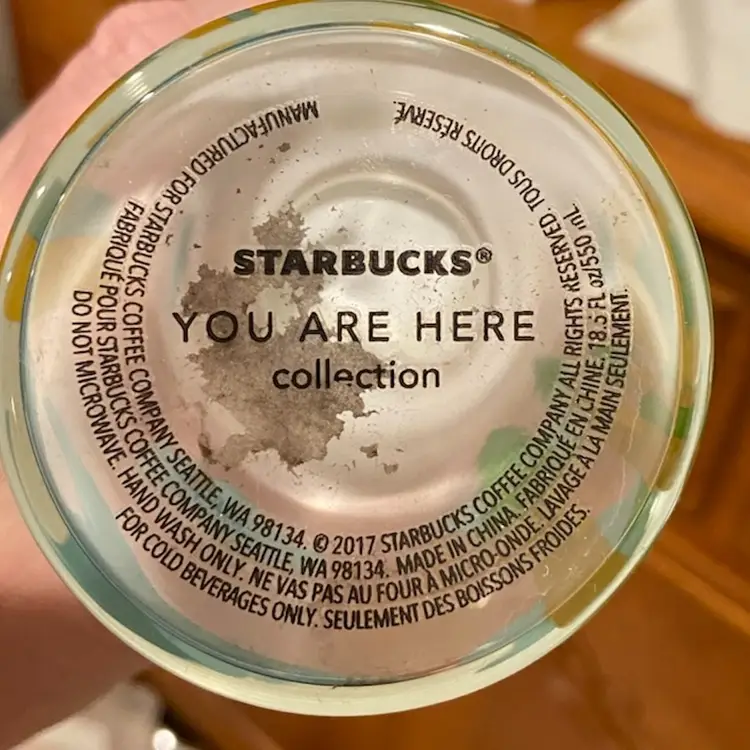 STARBUCKS®
YOU ARE HERE
collection
MANUFACTURED FOR STARBUCKS COFFEE COMPANY SEATTLE, WA 98134. © 2017 STARBUCKS COFFEE COMPANY ALL RIGHTS RESERVED. TOUS DROITS RÉSERVÉ.
FABRIQUÉ POUR STARBUCKS COFFEE COMPANY SEATTLE, WA 98134. MADE IN CHINA. FABRIQUÉ EN CHINE. 18.5 FL oz/550 mL
DO NOT MICROWAVE. HAND WASH ONLY. NE VAS PAS AU FOUR À MICRO-ONDE. LAVAGE À LA MAIN SEULEMENT.
FOR COLD BEVERAGES ONLY. SEULEMENT DES BOISSONS FROIDES.